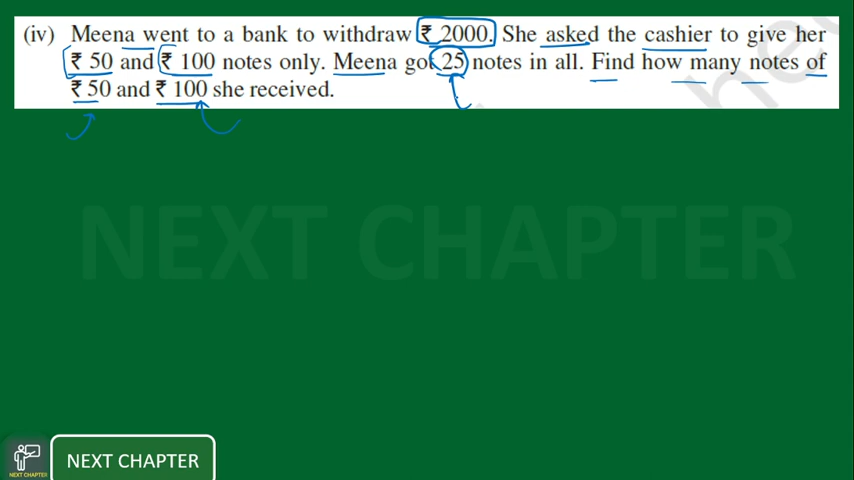 (iv) Meena went to a bank to withdraw ₹ 2000. She asked the cashier to give her
₹ 50 and ₹ 100 notes only. Meena got 25 notes in all. Find how many notes of
₹ 50 and ₹ 100 she received.
NEXT CHAPTER
NEXT CHAPTER
NEXT CHAPTER